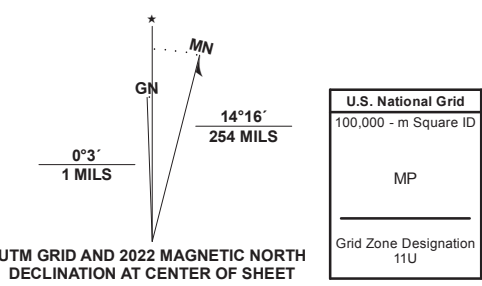 ★
MN
GN
14°16´
254 MILS
0°3´
1 MILS
UTM GRID AND 2022 MAGNETIC NORTH
DECLINATION AT CENTER OF SHEET
U.S. National Grid
100,000 - m Square ID
MP
Grid Zone Designation
11U